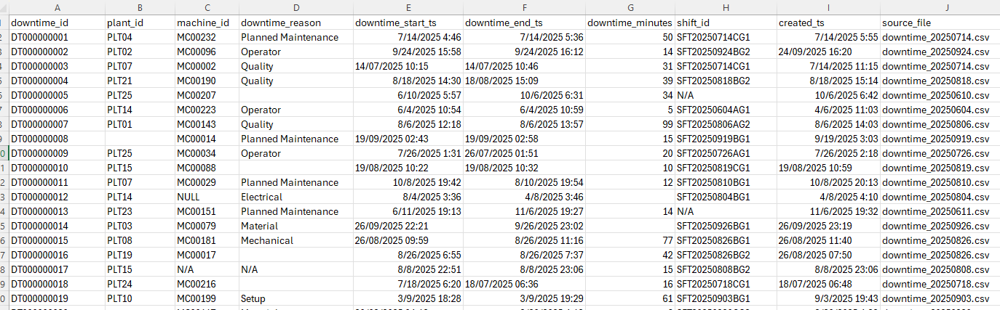 A B C D E F G H I J
downtime_id plant_id machine_id downtime_reason downtime_start_ts downtime_end_ts downtime_minutes shift_id created_ts source_file
DT000000001 PLT04 MC00232 Planned Maintenance 7/14/2025 4:46 7/14/2025 5:36 50 SFT20250714CG1 7/14/2025 5:55 downtime_20250714.csv
DT000000002 PLT02 MC00096 Operator 9/24/2025 15:58 9/24/2025 16:12 14 SFT20250924BG2 24/09/2025 16:20 downtime_20250924.csv
DT000000003 PLT07 MC00002 Quality 14/07/2025 10:15 14/07/2025 10:46 31 SFT20250714CG1 7/14/2025 11:15 downtime_20250714.csv
DT000000004 PLT21 MC00190 Quality 8/18/2025 14:30 18/08/2025 15:09 39 SFT20250818BG2 8/18/2025 15:14 downtime_20250818.csv
DT000000005 PLT25 MC00207 6/10/2025 5:57 10/6/2025 6:31 34 N/A 10/6/2025 6:42 downtime_20250610.csv
DT000000006 PLT14 MC00223 Operator 6/4/2025 10:54 6/4/2025 10:59 5 SFT20250604AG1 4/6/2025 11:03 downtime_20250604.csv
DT000000007 PLT01 MC00143 Quality 8/6/2025 12:18 8/6/2025 13:57 99 SFT20250806AG2 8/6/2025 14:03 downtime_20250806.csv
DT000000008 MC00014 Planned Maintenance 19/09/2025 02:43 19/09/2025 02:58 15 SFT20250919BG1 9/19/2025 3:03 downtime_20250919.csv
DT000000009 PLT25 MC00034 Operator 7/26/2025 1:31 26/07/2025 01:51 20 SFT20250726AG1 7/26/2025 2:18 downtime_20250726.csv
DT000000010 PLT15 MC00088 19/08/2025 10:22 19/08/2025 10:32 10 SFT20250819CG1 19/08/2025 10:59 downtime_20250819.csv
DT000000011 PLT07 MC00029 Planned Maintenance 10/8/2025 19:42 8/10/2025 19:54 12 SFT20250810BG1 10/8/2025 20:13 downtime_20250810.csv
DT000000012 PLT14 NULL Electrical 8/4/2025 3:36 4/8/2025 3:46 SFT20250804BG1 4/8/2025 4:10 downtime_20250804.csv
DT000000013 PLT23 MC00151 Planned Maintenance 6/11/2025 19:13 11/6/2025 19:27 14 N/A 11/6/2025 19:32 downtime_20250611.csv
DT000000014 PLT03 MC00079 Material 26/09/2025 22:21 9/26/2025 23:02 SFT20250926BG1 26/09/2025 23:19 downtime_20250926.csv
DT000000015 PLT08 MC00181 Mechanical 26/08/2025 09:59 8/26/2025 11:16 77 SFT20250826BG1 26/08/2025 11:40 downtime_20250826.csv
DT000000016 PLT19 MC00017 8/26/2025 6:55 8/26/2025 7:37 42 SFT20250826BG2 26/08/2025 07:50 downtime_20250826.csv
DT000000017 PLT15 N/A N/A 8/8/2025 22:51 8/8/2025 23:06 15 SFT20250808BG2 8/8/2025 23:06 downtime_20250808.csv
DT000000018 PLT24 MC00216 7/18/2025 6:20 18/07/2025 06:36 16 SFT20250718CG1 18/07/2025 06:48 downtime_20250718.csv
DT000000019 PLT10 MC00199 Setup 3/9/2025 18:28 3/9/2025 19:29 61 SFT20250903BG1 9/3/2025 19:43 downtime_20250903.csv